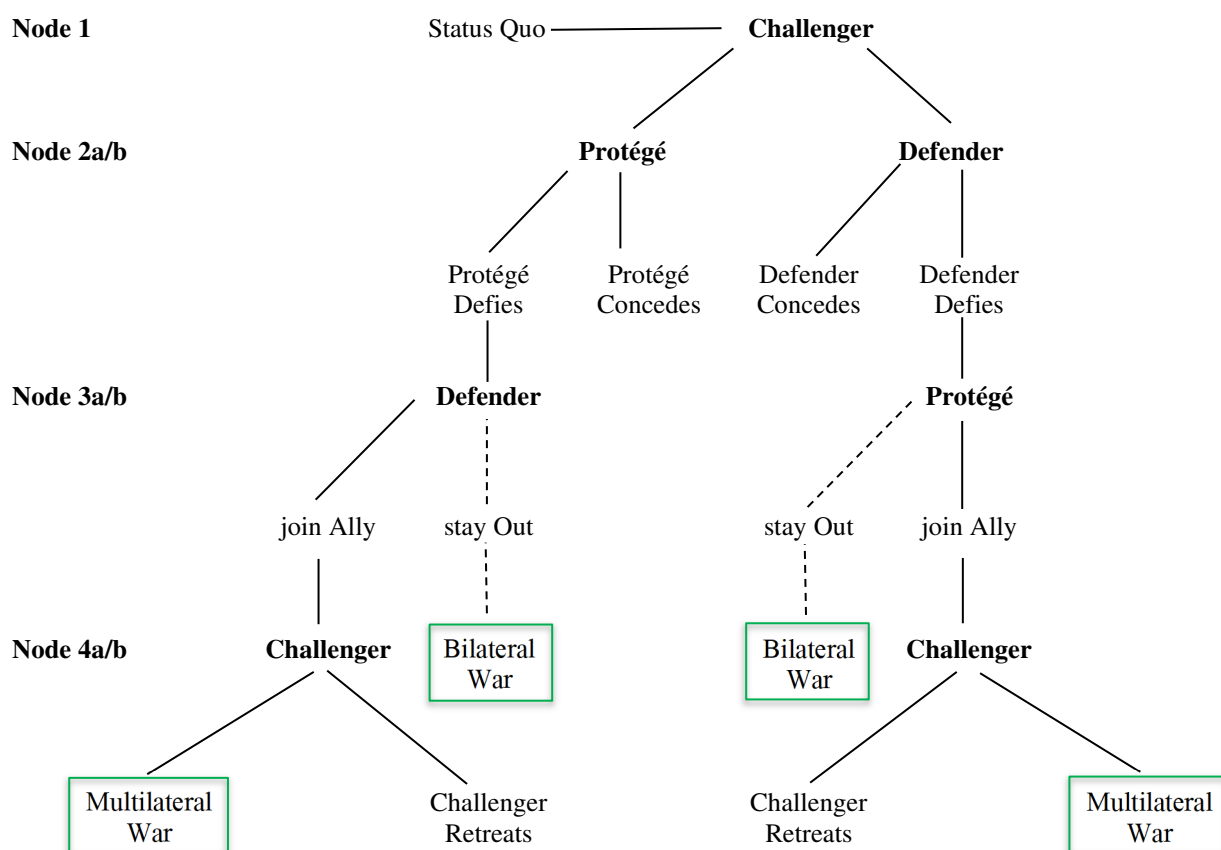 Node 1
Status Quo
Challenger
Node 2a/b
Protégé
Defender
Protégé
Defies
Protégé
Concedes
Defender
Concedes
Defender
Defies
Node 3a/b
Defender
Protégé
join Ally
stay Out
stay Out
join Ally
Node 4a/b
Challenger
Bilateral
War
Bilateral
War
Challenger
Multilateral
War
Challenger
Retreats
Challenger
Retreats
Multilateral
War